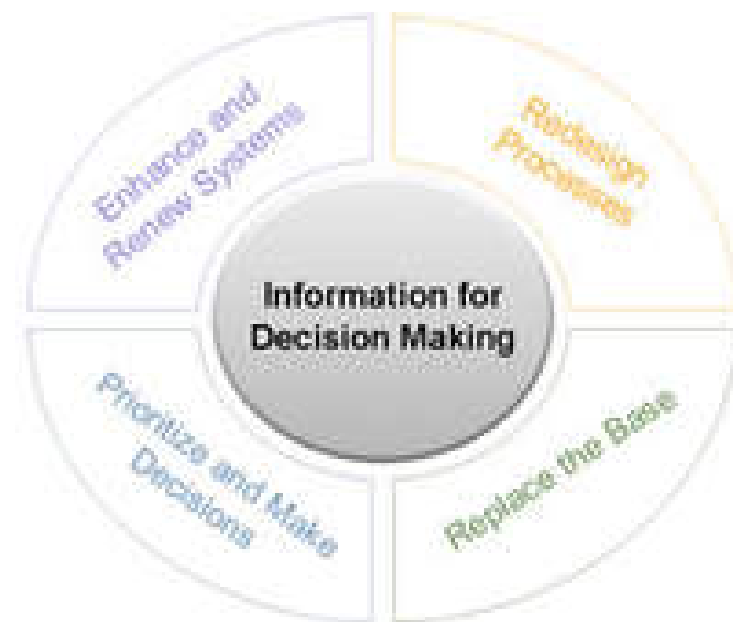 Enhance and
Renew Systems
Redesign
Processes
Information for
Decision Making
Prioritize and Make
Decisions
Replace the Base